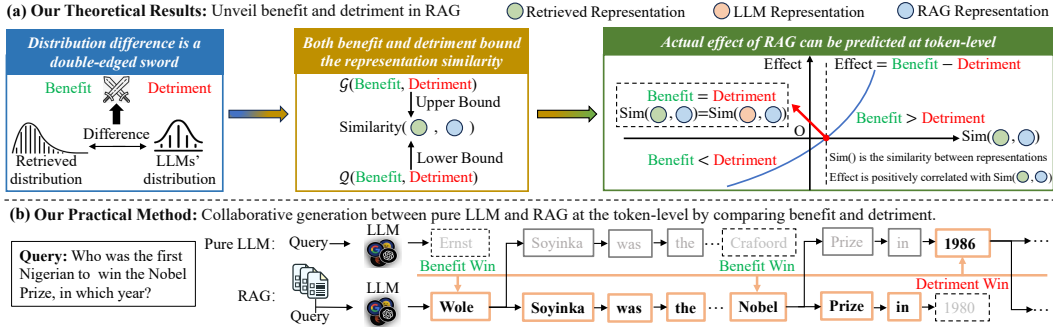 (a) Our Theoretical Results: Unveil benefit and detriment in RAG
Retrieved Representation
LLM Representation
RAG Representation
Distribution difference is a
double-edged sword
Benefit
Detriment
Difference
Retrieved
distribution
LLMs'
distribution
Both benefit and detriment bound
the representation similarity
𝒢(Benefit, Detriment)
Upper Bound
Similarity( , )
Lower Bound
𝒬(Benefit, Detriment)
Actual effect of RAG can be predicted at token-level
Effect
Effect = Benefit − Detriment
Benefit = Detriment
Sim( , )=Sim( , )
O
Benefit > Detriment
Sim( , )
Benefit < Detriment
Sim() is the similarity between representations
Effect is positively correlated with Sim( , )
(b) Our Practical Method: Collaborative generation between pure LLM and RAG at the token-level by comparing benefit and detriment.
Query: Who was the first
Nigerian to win the Nobel
Prize, in which year?
Pure LLM: Query LLM Ernst Soyinka was the ... Crafoord Prize in 1986 ...
Benefit Win Benefit Win Detriment Win
RAG: Query LLM Wole Soyinka was the ... Nobel Prize in 1980 ...